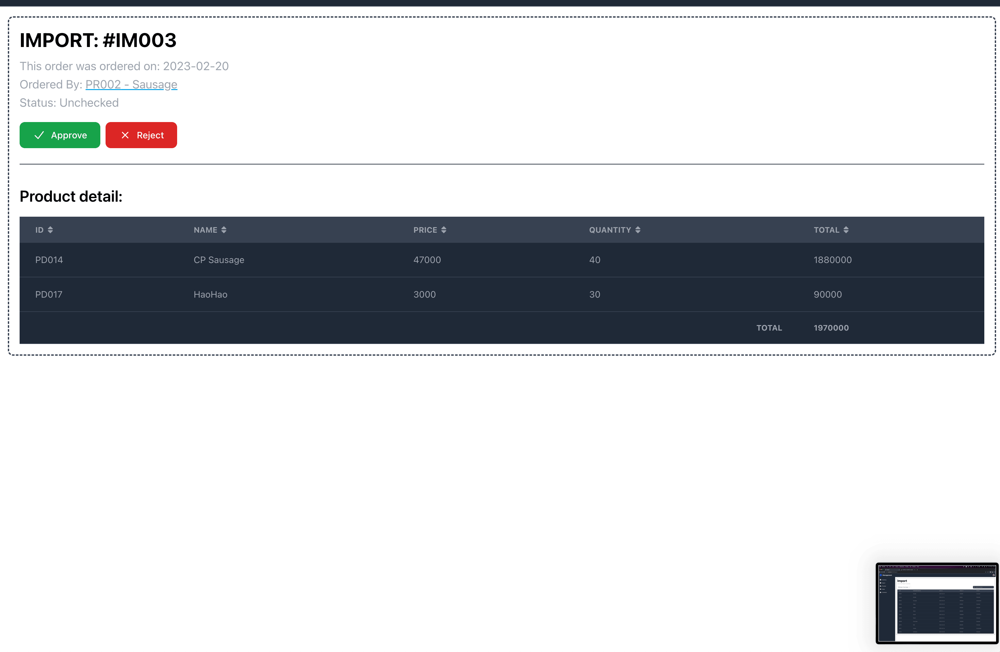 IMPORT: #IM003
This order was ordered on: 2023-02-20
Ordered By: PR002 - Sausage
Status: Unchecked
Approve Reject
Product detail:
ID NAME PRICE QUANTITY TOTAL
PD014 CP Sausage 47000 40 1880000
PD017 HaoHao 3000 30 90000
TOTAL 1970000
Management
Import